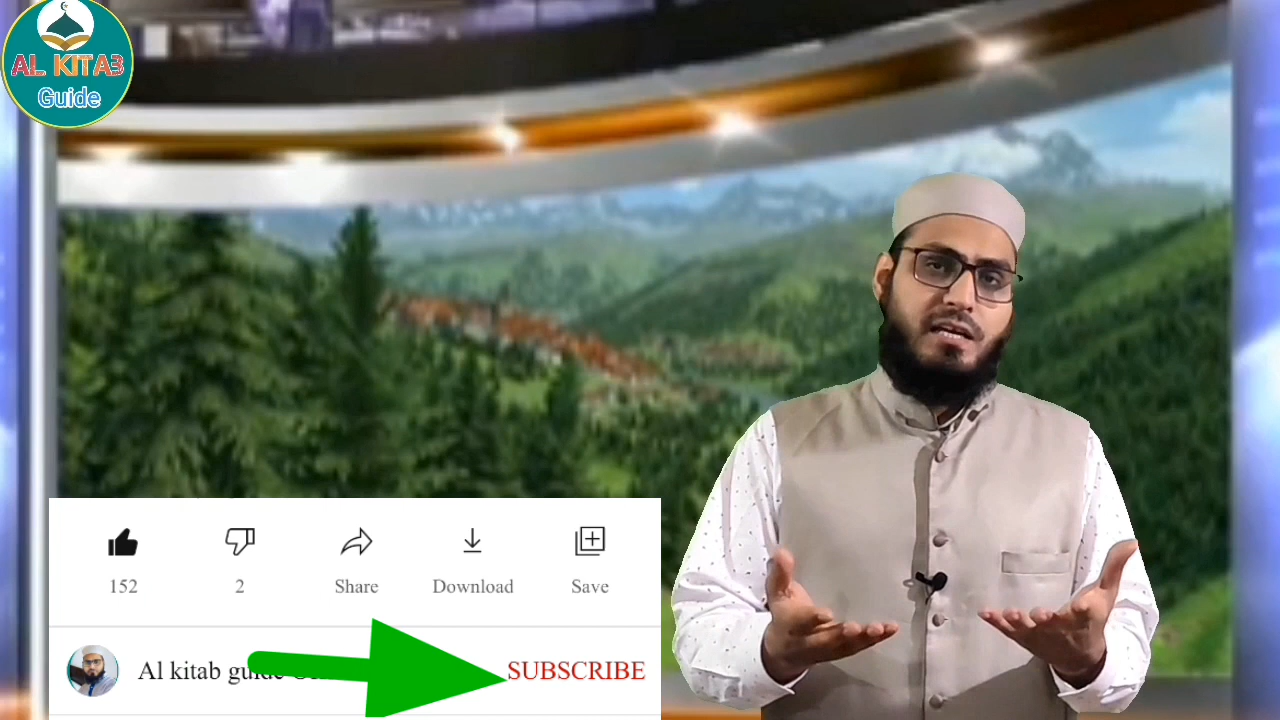 AL KITAB
Guide
152
2
Share
Download
Save
Al kitab guide
SUBSCRIBE